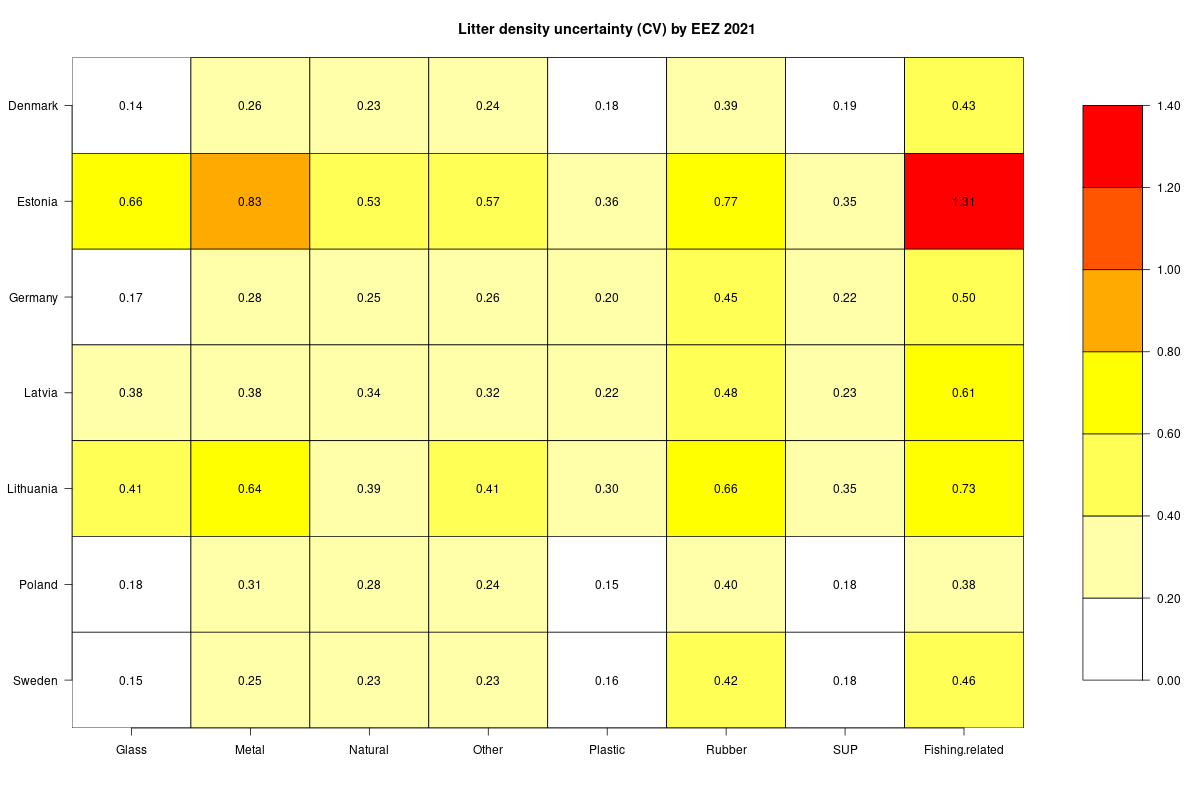 Litter density uncertainty (CV) by EEZ 2021
Denmark 0.14 0.26 0.23 0.24 0.18 0.39 0.19 0.43
Estonia 0.66 0.83 0.53 0.57 0.36 0.77 0.35 1.31
Germany 0.17 0.28 0.25 0.26 0.20 0.45 0.22 0.50
Latvia 0.38 0.38 0.34 0.32 0.22 0.48 0.23 0.61
Lithuania 0.41 0.64 0.39 0.41 0.30 0.66 0.35 0.73
Poland 0.18 0.31 0.28 0.24 0.15 0.40 0.18 0.38
Sweden 0.15 0.25 0.23 0.23 0.16 0.42 0.18 0.46
Glass Metal Natural Other Plastic Rubber SUP Fishing.related
1.40
1.20
1.00
0.80
0.60
0.40
0.20
0.00